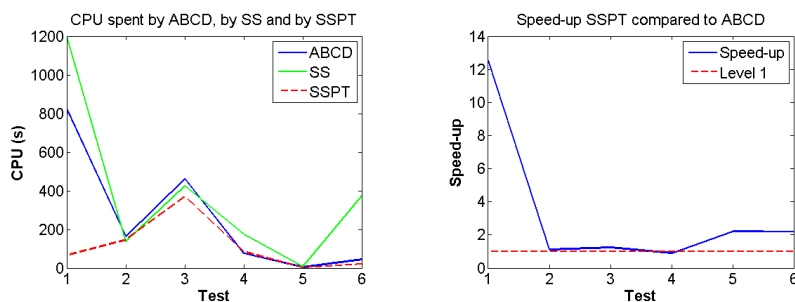 CPU spent by ABCD, by SS and by SSPT
1200
1000
800
600
400
200
0
CPU (s)
ABCD
SS
SSPT
1 2 3 4 5 6
Test
Speed-up SSPT compared to ABCD
14
12
10
8
6
4
2
0
Speed-up
Speed-up
Level 1
1 2 3 4 5 6
Test